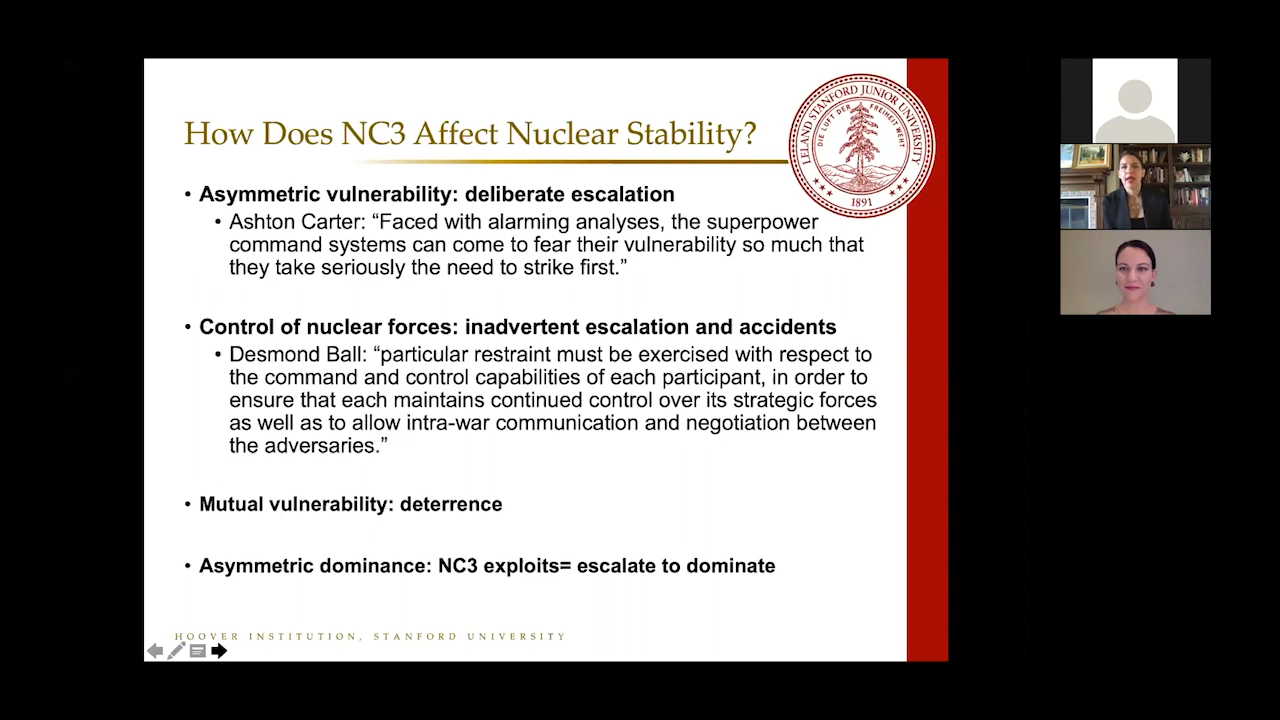 How Does NC3 Affect Nuclear Stability?
LELAND STANFORD JUNIOR UNIVERSITY
DIE LUFT DER FREIHEIT WEHT
1891
• Asymmetric vulnerability: deliberate escalation
• Ashton Carter: “Faced with alarming analyses, the superpower
command systems can come to fear their vulnerability so much that
they take seriously the need to strike first.”
• Control of nuclear forces: inadvertent escalation and accidents
• Desmond Ball: “particular restraint must be exercised with respect to
the command and control capabilities of each participant, in order to
ensure that each maintains continued control over its strategic forces
as well as to allow intra-war communication and negotiation between
the adversaries.”
• Mutual vulnerability: deterrence
• Asymmetric dominance: NC3 exploits= escalate to dominate
HOOVER INSTITUTION, STANFORD UNIVERSITY